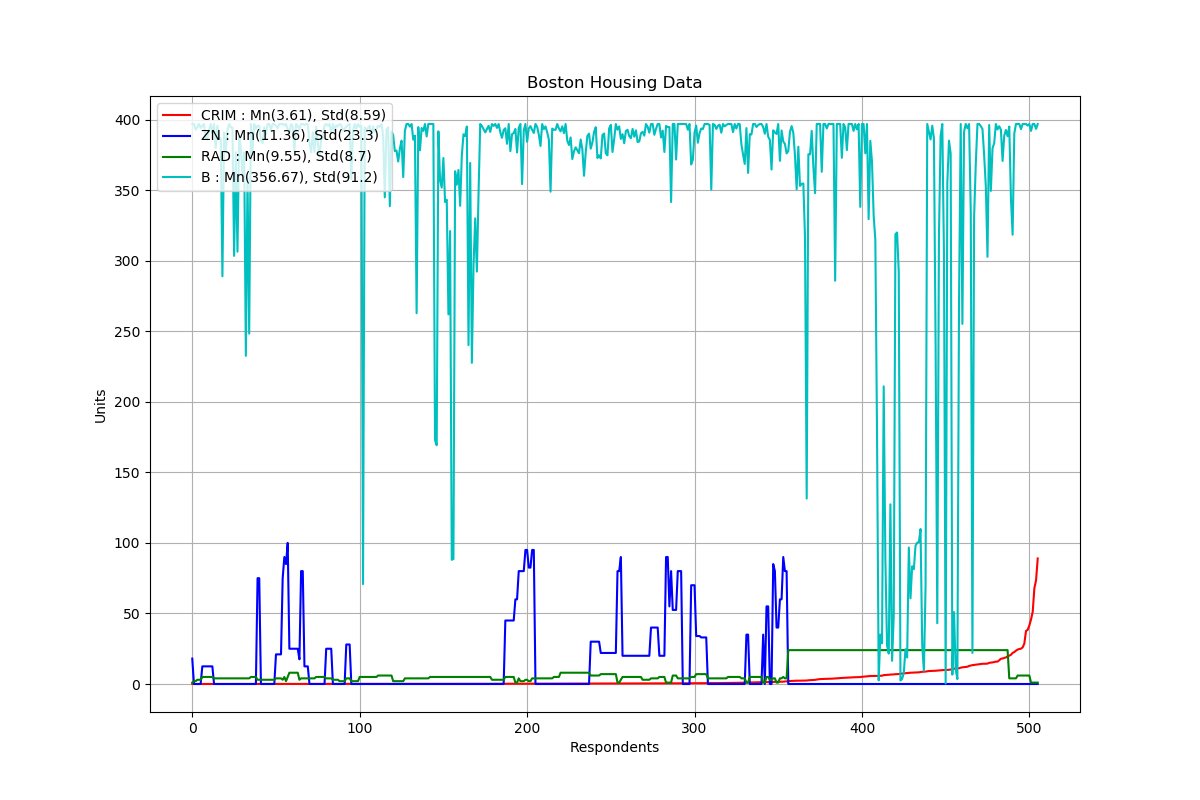 Boston Housing Data
CRIM : Mn(3.61), Std(8.59)
ZN : Mn(11.36), Std(23.3)
RAD : Mn(9.55), Std(8.7)
B : Mn(356.67), Std(91.2)
Units
400
350
300
250
200
150
100
50
0
0 100 200 300 400 500
Respondents